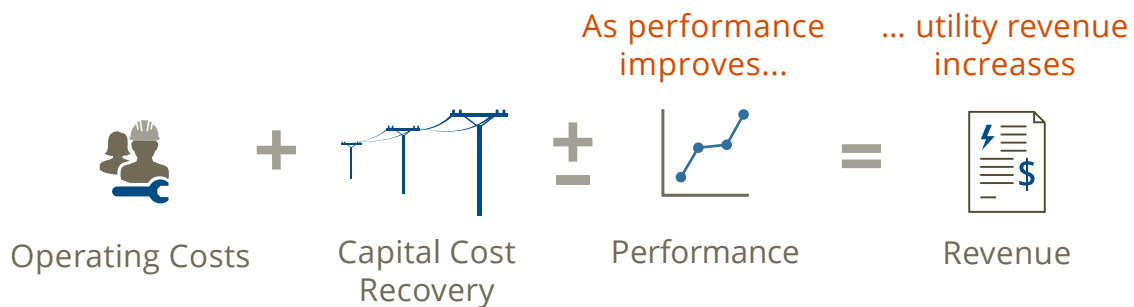 As performance
improves...
... utility revenue
increases
+
±
=
$
Operating Costs
Capital Cost
Recovery
Performance
Revenue